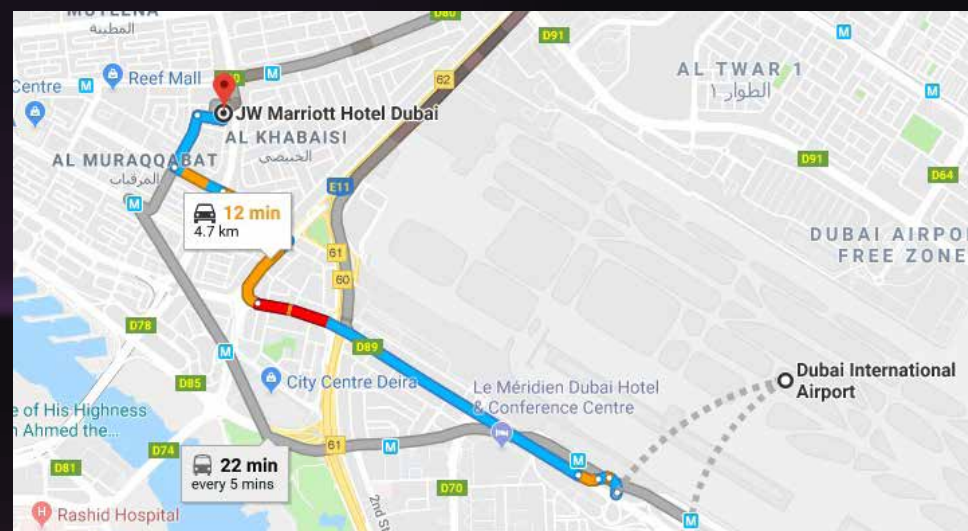 MUTEENA
المطينة
D80
D91
M
AL TWAR 1
الطوار ١
62
Centre
M
Reef Mall
M
M
JW Marriott Hotel Dubai
AL KHABAISI
الخبيصي
AL MURAQQABAT
المرقبات
M
E11
D91
D64
12 min
4.7 km
DUBAI AIRPO
FREE ZONE
61
60
D78
M
D89
D85
City Centre Deira
Le Méridien Dubai Hotel
& Conference Centre
Dubai International
Airport
e of His Highness
n Ahmed the...
D74
61
M
M
22 min
every 5 mins
D81
D70
2nd St
H
Rashid Hospital
M